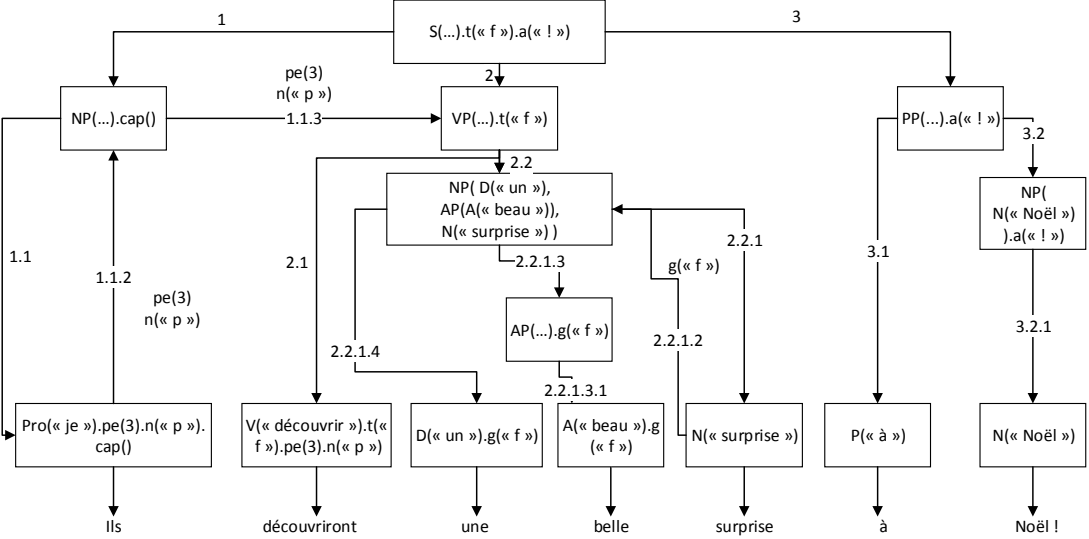 1
3
S(...).t(« f »).a(« ! »)
pe(3)
n(« p »)
2
NP(...).cap()
1.1.3
VP(...).t(« f »)
PP(...).a(« ! »)
3.2
2.2
NP( D(« un »),
AP(A(« beau »)),
N(« surprise ») )
NP(
N(« Noël »)
).a(« ! »)
1.1
1.1.2
2.1
2.2.1
3.1
2.2.1.3
g(« f »)
pe(3)
n(« p »)
AP(...).g(« f »)
3.2.1
2.2.1.4
2.2.1.2
2.2.1.3.1
Pro(« je »).pe(3).n(« p »).
cap()
V(« découvrir »).t(«
f »).pe(3).n(« p »)
D(« un »).g(« f »)
A(« beau »).g
(« f »)
N(« surprise »)
P(« à »)
N(« Noël »)
Ils
découvriront
une
belle
surprise
à
Noël !